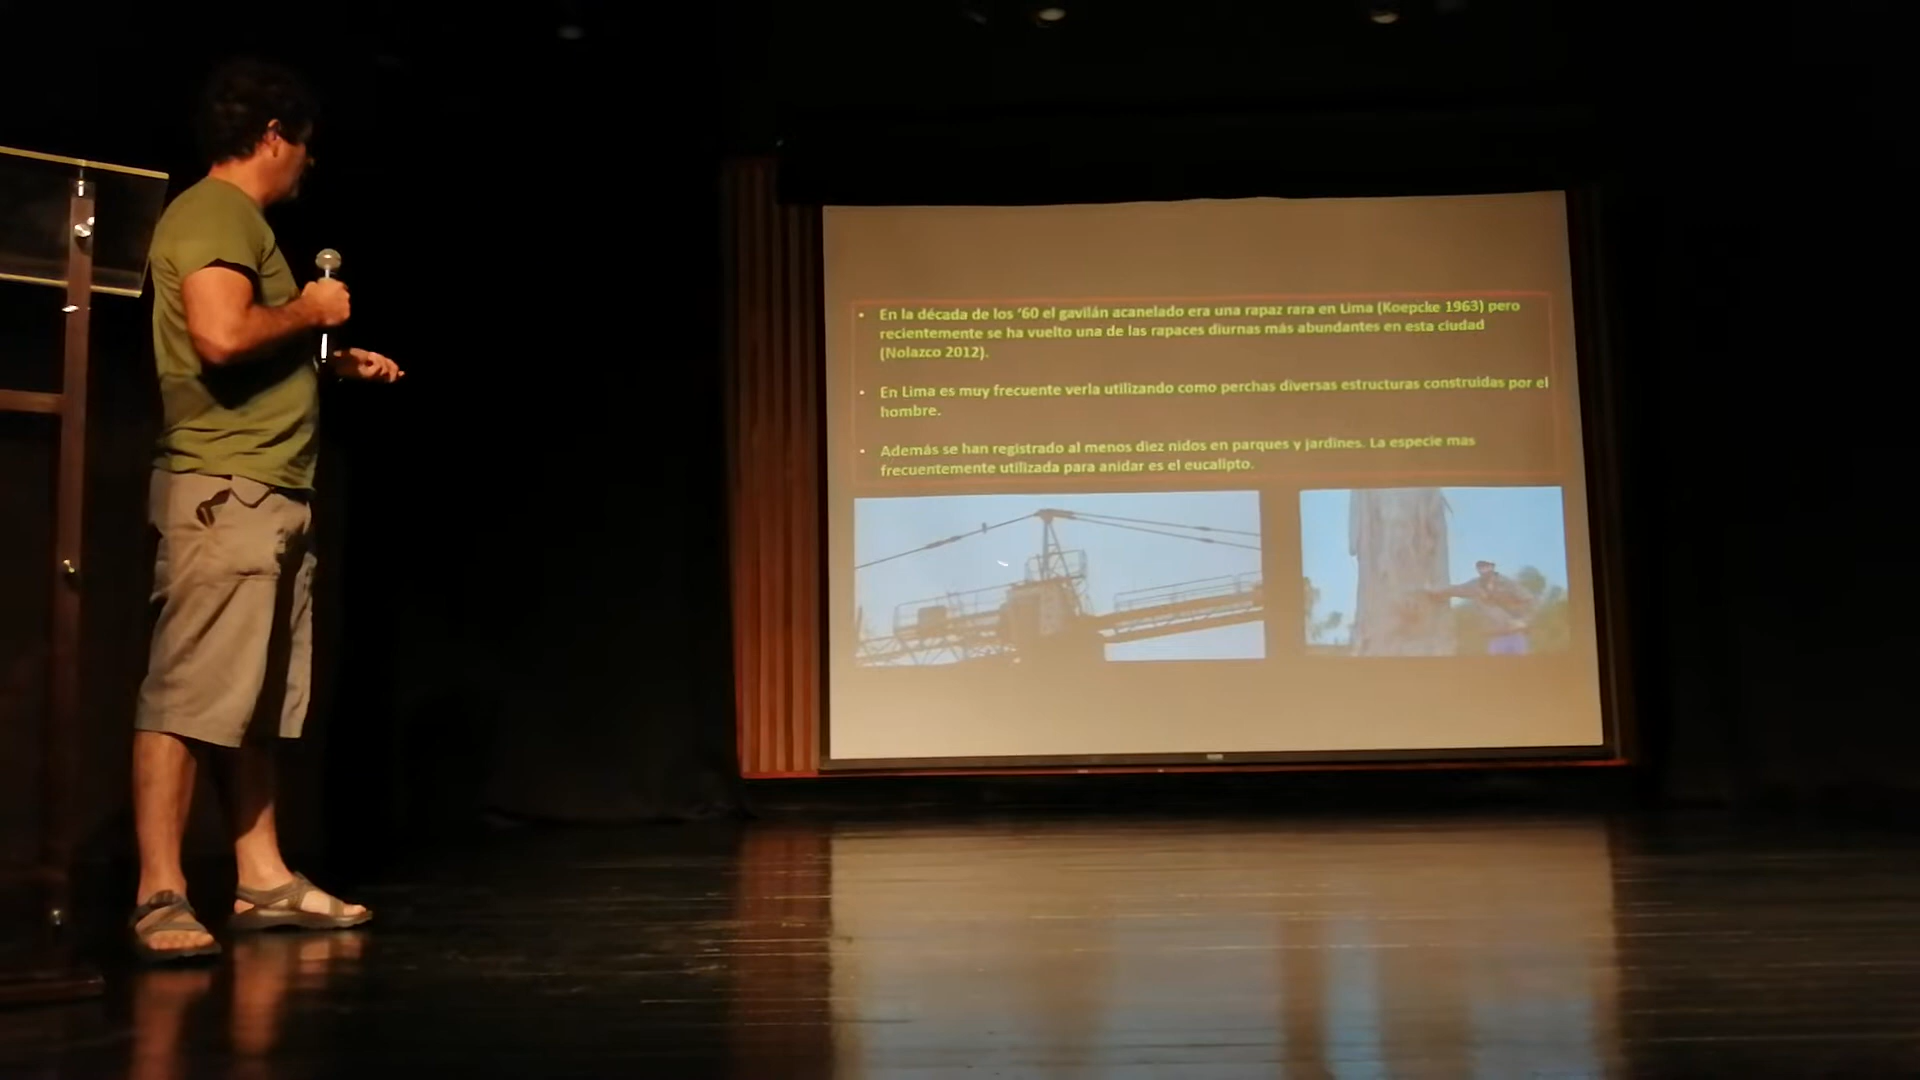 • En la década de los '60 el gavilán acanelado era una rapaz rara en Lima (Koepcke 1963) pero
recientemente se ha vuelto una de las rapaces diurnas más abundantes en esta ciudad
(Nolazco 2012).
• En Lima es muy frecuente verla utilizando como perchas diversas estructuras construidas por el
hombre.
• Además se han registrado al menos diez nidos en parques y jardines. La especie mas
frecuentemente utilizada para anidar es el eucalipto.